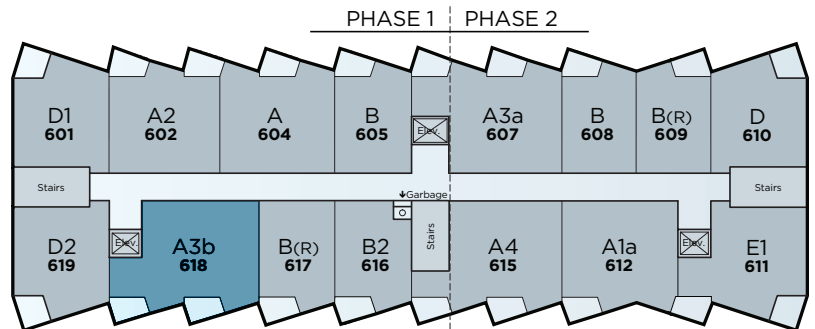 PHASE 1 PHASE 2
D1
601
A2
602
A
604
B
605
Elev.
A3a
607
B
608
B(R)
609
D
610
Stairs
Stairs
Garbage
D2
619
Elev.
A3b
618
B(R)
617
B2
616
Stairs
A4
615
A1a
612
Elev.
E1
611